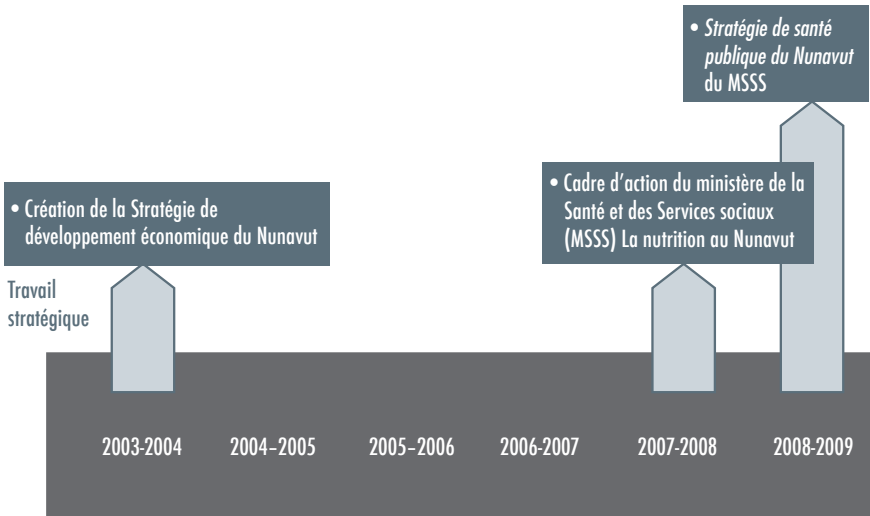 • Stratégie de santé
publique du Nunavut
du MSSS
• Création de la Stratégie de
développement économique du Nunavut
• Cadre d'action du ministère de la
Santé et des Services sociaux
(MSSS) La nutrition au Nunavut
Travail
stratégique
2003-2004 2004–2005 2005–2006 2006-2007 2007-2008 2008-2009